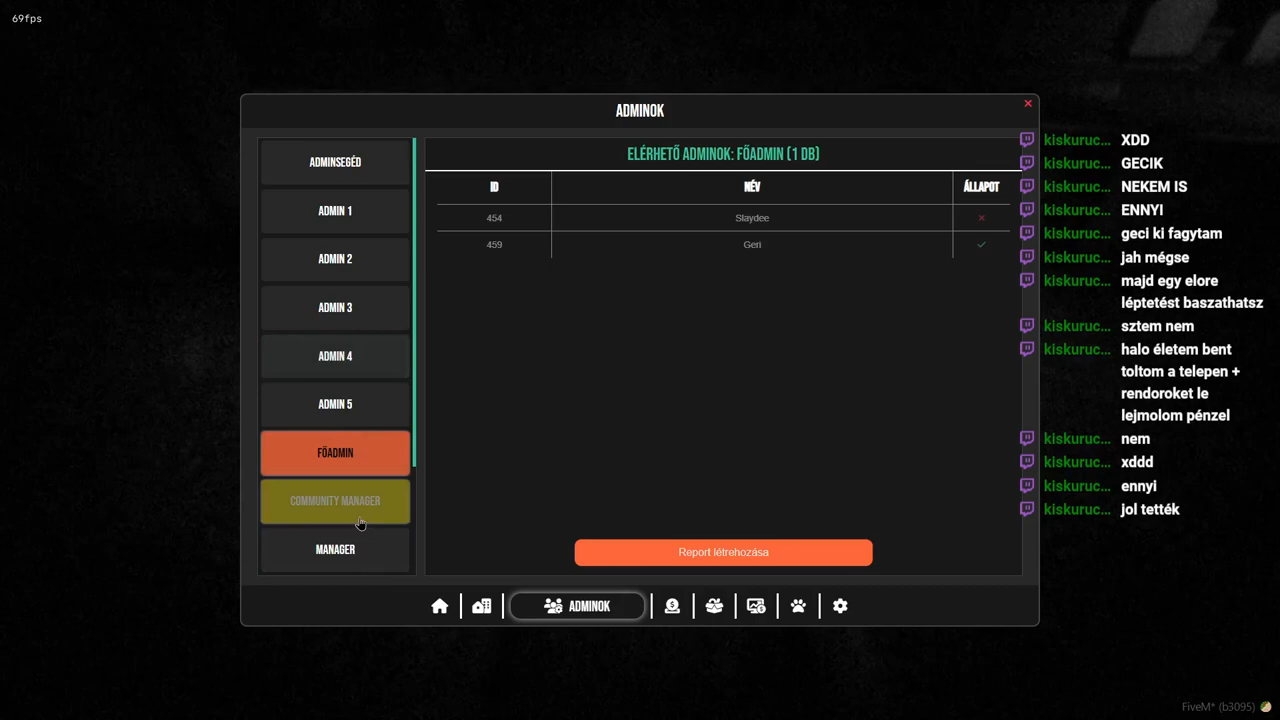 69fps
ADMINOK
ADMINSEGÉD
ADMIN 1
ADMIN 2
ADMIN 3
ADMIN 4
ADMIN 5
FŐADMIN
COMMUNITY MANAGER
MANAGER
ELÉRHETŐ ADMINOK: FŐADMIN (1 DB)
ID NÉV ÁLLAPOT
454 Slaydee
459 Geri
Report létrehozása
ADMINOK
kiskuruc... XDD
kiskuruc... GECIK
kiskuruc... NEKEM IS
kiskuruc... ENNYI
kiskuruc... geci ki fagytam
kiskuruc... jah mégse
kiskuruc... majd egy elore
léptetést baszathatsz
kiskuruc... sztem nem
kiskuruc... halo életem bent
toltom a telepen +
rendoroket le
lejmolom pénzel
kiskuruc... nem
kiskuruc... xddd
kiskuruc... ennyi
kiskuruc... jol tették
FiveM* (b3095)